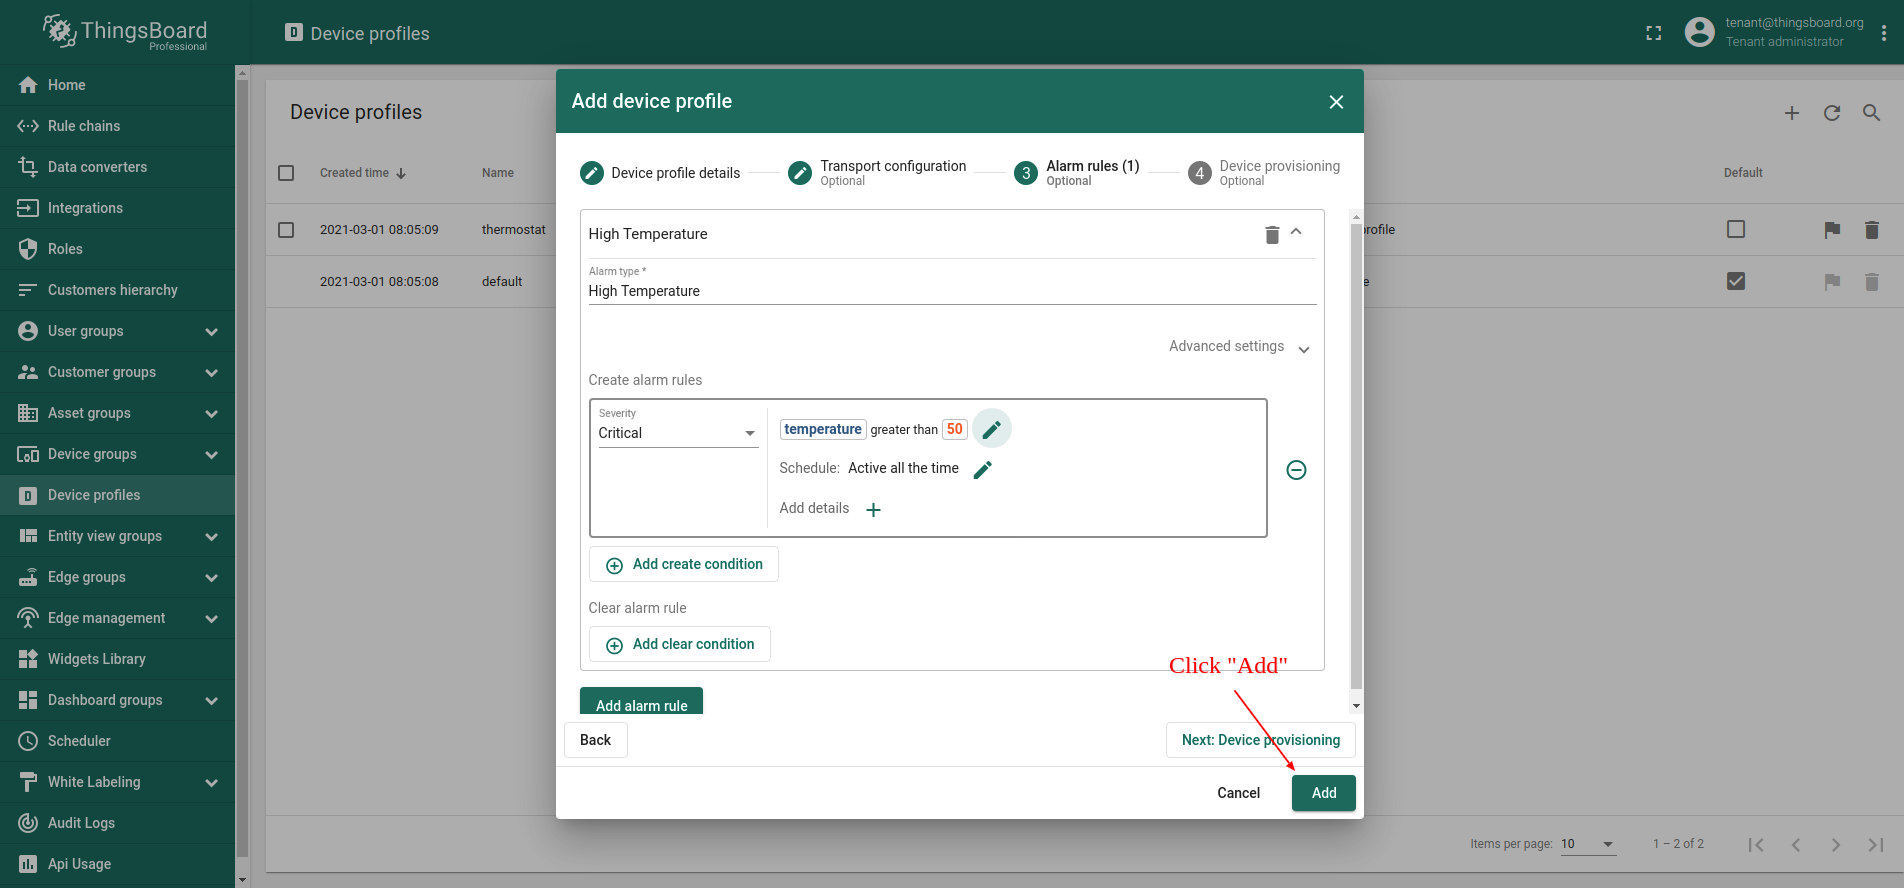 ThingsBoard
Professional
D Device profiles
tenant@thingsboard.org
Tenant administrator
Home
Rule chains
Data converters
Integrations
Roles
Customers hierarchy
User groups
Customer groups
Asset groups
Device groups
D Device profiles
Entity view groups
Edge groups
Edge management
Widgets Library
Dashboard groups
Scheduler
White Labeling
Audit Logs
Api Usage
Device profiles
Created time Name Default
2021-03-01 08:05:09 thermostat rofile
2021-03-01 08:05:08 default e
Add device profile
Device profile details
Transport configuration
Optional
3 Alarm rules (1)
Optional
4 Device provisioning
Optional
High Temperature
Alarm type *
High Temperature
Advanced settings
Create alarm rules
Severity
Critical
temperature greater than 50
Schedule: Active all the time
Add details
Add create condition
Clear alarm rule
Add clear condition
Click "Add"
Add alarm rule
Back
Next: Device provisioning
Cancel
Add
Items per page: 10 1 – 2 of 2